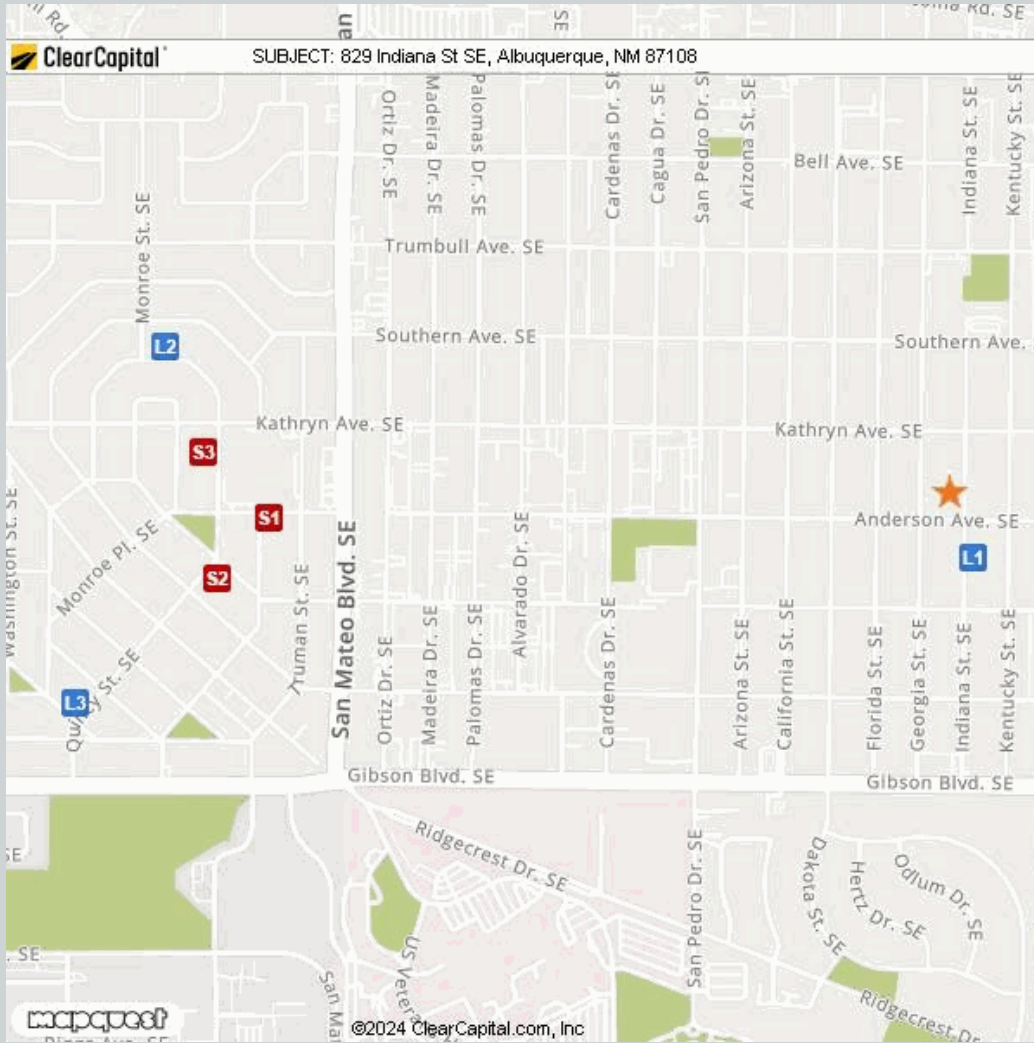 Rd.
SE
Rd. SE
ClearCapital
SUBJECT: 829 Indiana St SE, Albuquerque, NM 87108
Ortiz Dr. SE
Madeira Dr. SE
Palomas Dr. SE
Cardenas Dr. SE
Cagua Dr. SE
San Pedro Dr. SE
Arizona St. SE
Indiana St. SE
Kentucky St. SE
Bell Ave. SE
Monroe St. SE
Trumbull Ave. SE
L2
Southern Ave. SE
Southern Ave.
Kathryn Ave. SE
Kathryn Ave. SE
S3
S1
Anderson Ave. SE
L1
Washington St. SE
Monroe Pl. SE
S2
Truman St. SE
San Mateo Blvd. SE
Alvarado Dr. SE
Ortiz Dr. SE
Madeira Dr. SE
Palomas Dr. SE
Cardenas Dr. SE
Arizona St. SE
California St. SE
Florida St. SE
Georgia St. SE
Indiana St. SE
Kentucky St. SE
L3
Quincy St. SE
Gibson Blvd. SE
Gibson Blvd. SE
Ridgecrest Dr. SE
San Pedro Dr. SE
Dakota St. SE
Hertz Dr. SE
Odlum Dr. SE
SE
. SE
US Vetera
San Mat
Ridgecrest Dr.
mapquest
©2024 ClearCapital.com, Inc